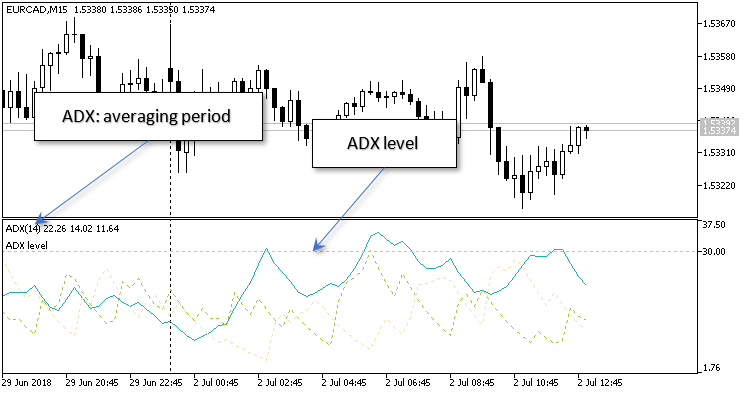 EURCAD,M15 1.53380 1.53386 1.53350 1.53374
1.53670
1.53580
1.53490
ADX: averaging period
ADX level
1.53392
1.53374
1.53310
1.53220
ADX(14) 22.26 14.02 11.64
ADX level
37.50
30.00
1.76
29 Jun 2018
29 Jun 20:45
29 Jun 22:45
2 Jul 00:45
2 Jul 02:45
2 Jul 04:45
2 Jul 06:45
2 Jul 08:45
2 Jul 10:45
2 Jul 12:45